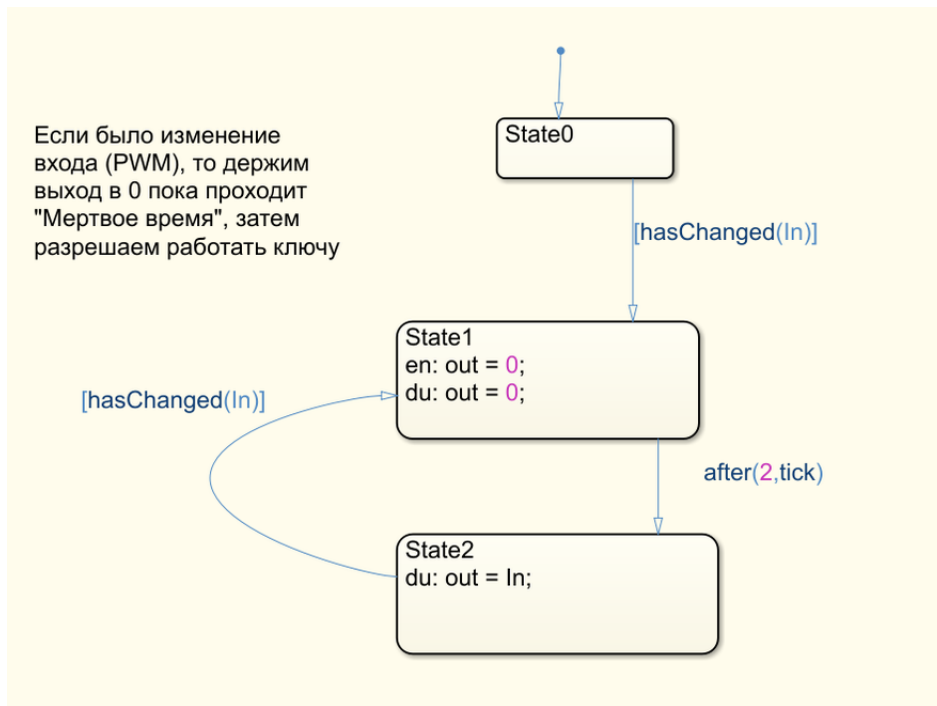 Если было изменение
входа (PWM), то держим
выход в 0 пока проходит
"Мертвое время", затем
разрешаем работать ключу
State0
[hasChanged(In)]
State1
en: out = 0;
du: out = 0;
[hasChanged(In)]
after(2,tick)
State2
du: out = In;